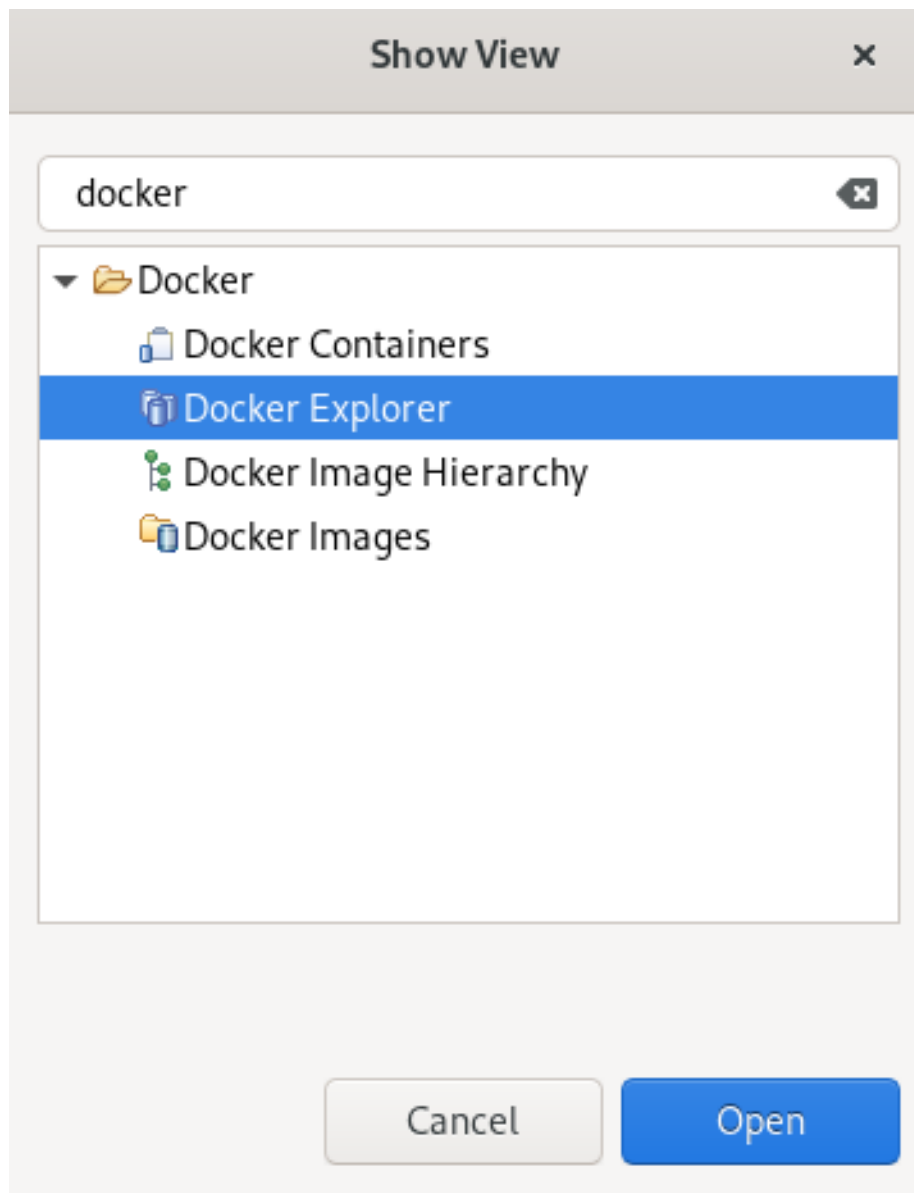 Show View
docker
Docker
Docker Containers
Docker Explorer
Docker Image Hierarchy
Docker Images
Cancel
Open